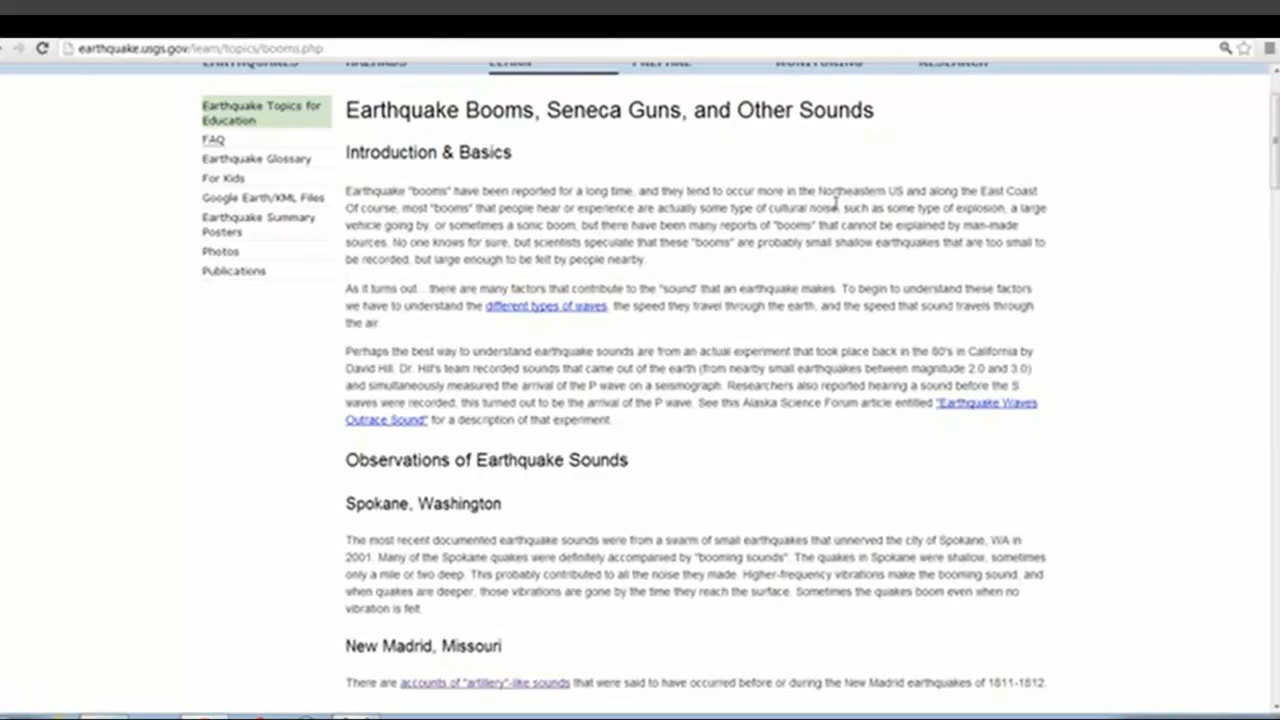 earthquake.usgs.gov/learn/topics/booms.php
EARTHQUAKES HAZARDS LEARN PREPARE MONITORING RESEARCH
Earthquake Topics for
Education
FAQ
Earthquake Glossary
For Kids
Google Earth/KML Files
Earthquake Summary
Posters
Photos
Publications
Earthquake Booms, Seneca Guns, and Other Sounds
Introduction & Basics
Earthquake "booms" have been reported for a long time, and they tend to occur more in the Northeastern US and along the East Coast.
Of course, most "booms" that people hear or experience are actually some type of cultural noise, such as some type of explosion, a large
vehicle going by, or sometimes a sonic boom, but there have been many reports of "booms" that cannot be explained by man-made
sources. No one knows for sure, but scientists speculate that these "booms" are probably small shallow earthquakes that are too small to
be recorded, but large enough to be felt by people nearby.
As it turns out... there are many factors that contribute to the "sound' that an earthquake makes. To begin to understand these factors
we have to understand the different types of waves, the speed they travel through the earth, and the speed that sound travels through
the air.
Perhaps the best way to understand earthquake sounds are from an actual experiment that took place back in the 80's in California by
David Hill. Dr. Hill's team recorded sounds that came out of the earth (from nearby small earthquakes between magnitude 2.0 and 3.0)
and simultaneously measured the arrival of the P wave on a seismograph. Researchers also reported hearing a sound before the S
waves were recorded, this turned out to be the arrival of the P wave. See this Alaska Science Forum article entitled "Earthquake Waves
Outrace Sound" for a description of that experiment.
Observations of Earthquake Sounds
Spokane, Washington
The most recent documented earthquake sounds were from a swarm of small earthquakes that unnerved the city of Spokane, WA in
2001. Many of the Spokane quakes were definitely accompanied by "booming sounds". The quakes in Spokane were shallow, sometimes
only a mile or two deep. This probably contributed to all the noise they made. Higher-frequency vibrations make the booming sound, and
when quakes are deeper, those vibrations are gone by the time they reach the surface. Sometimes the quakes boom even when no
vibration is felt.
New Madrid, Missouri
There are accounts of "artillery"-like sounds that were said to have occurred before or during the New Madrid earthquakes of 1811-1812.